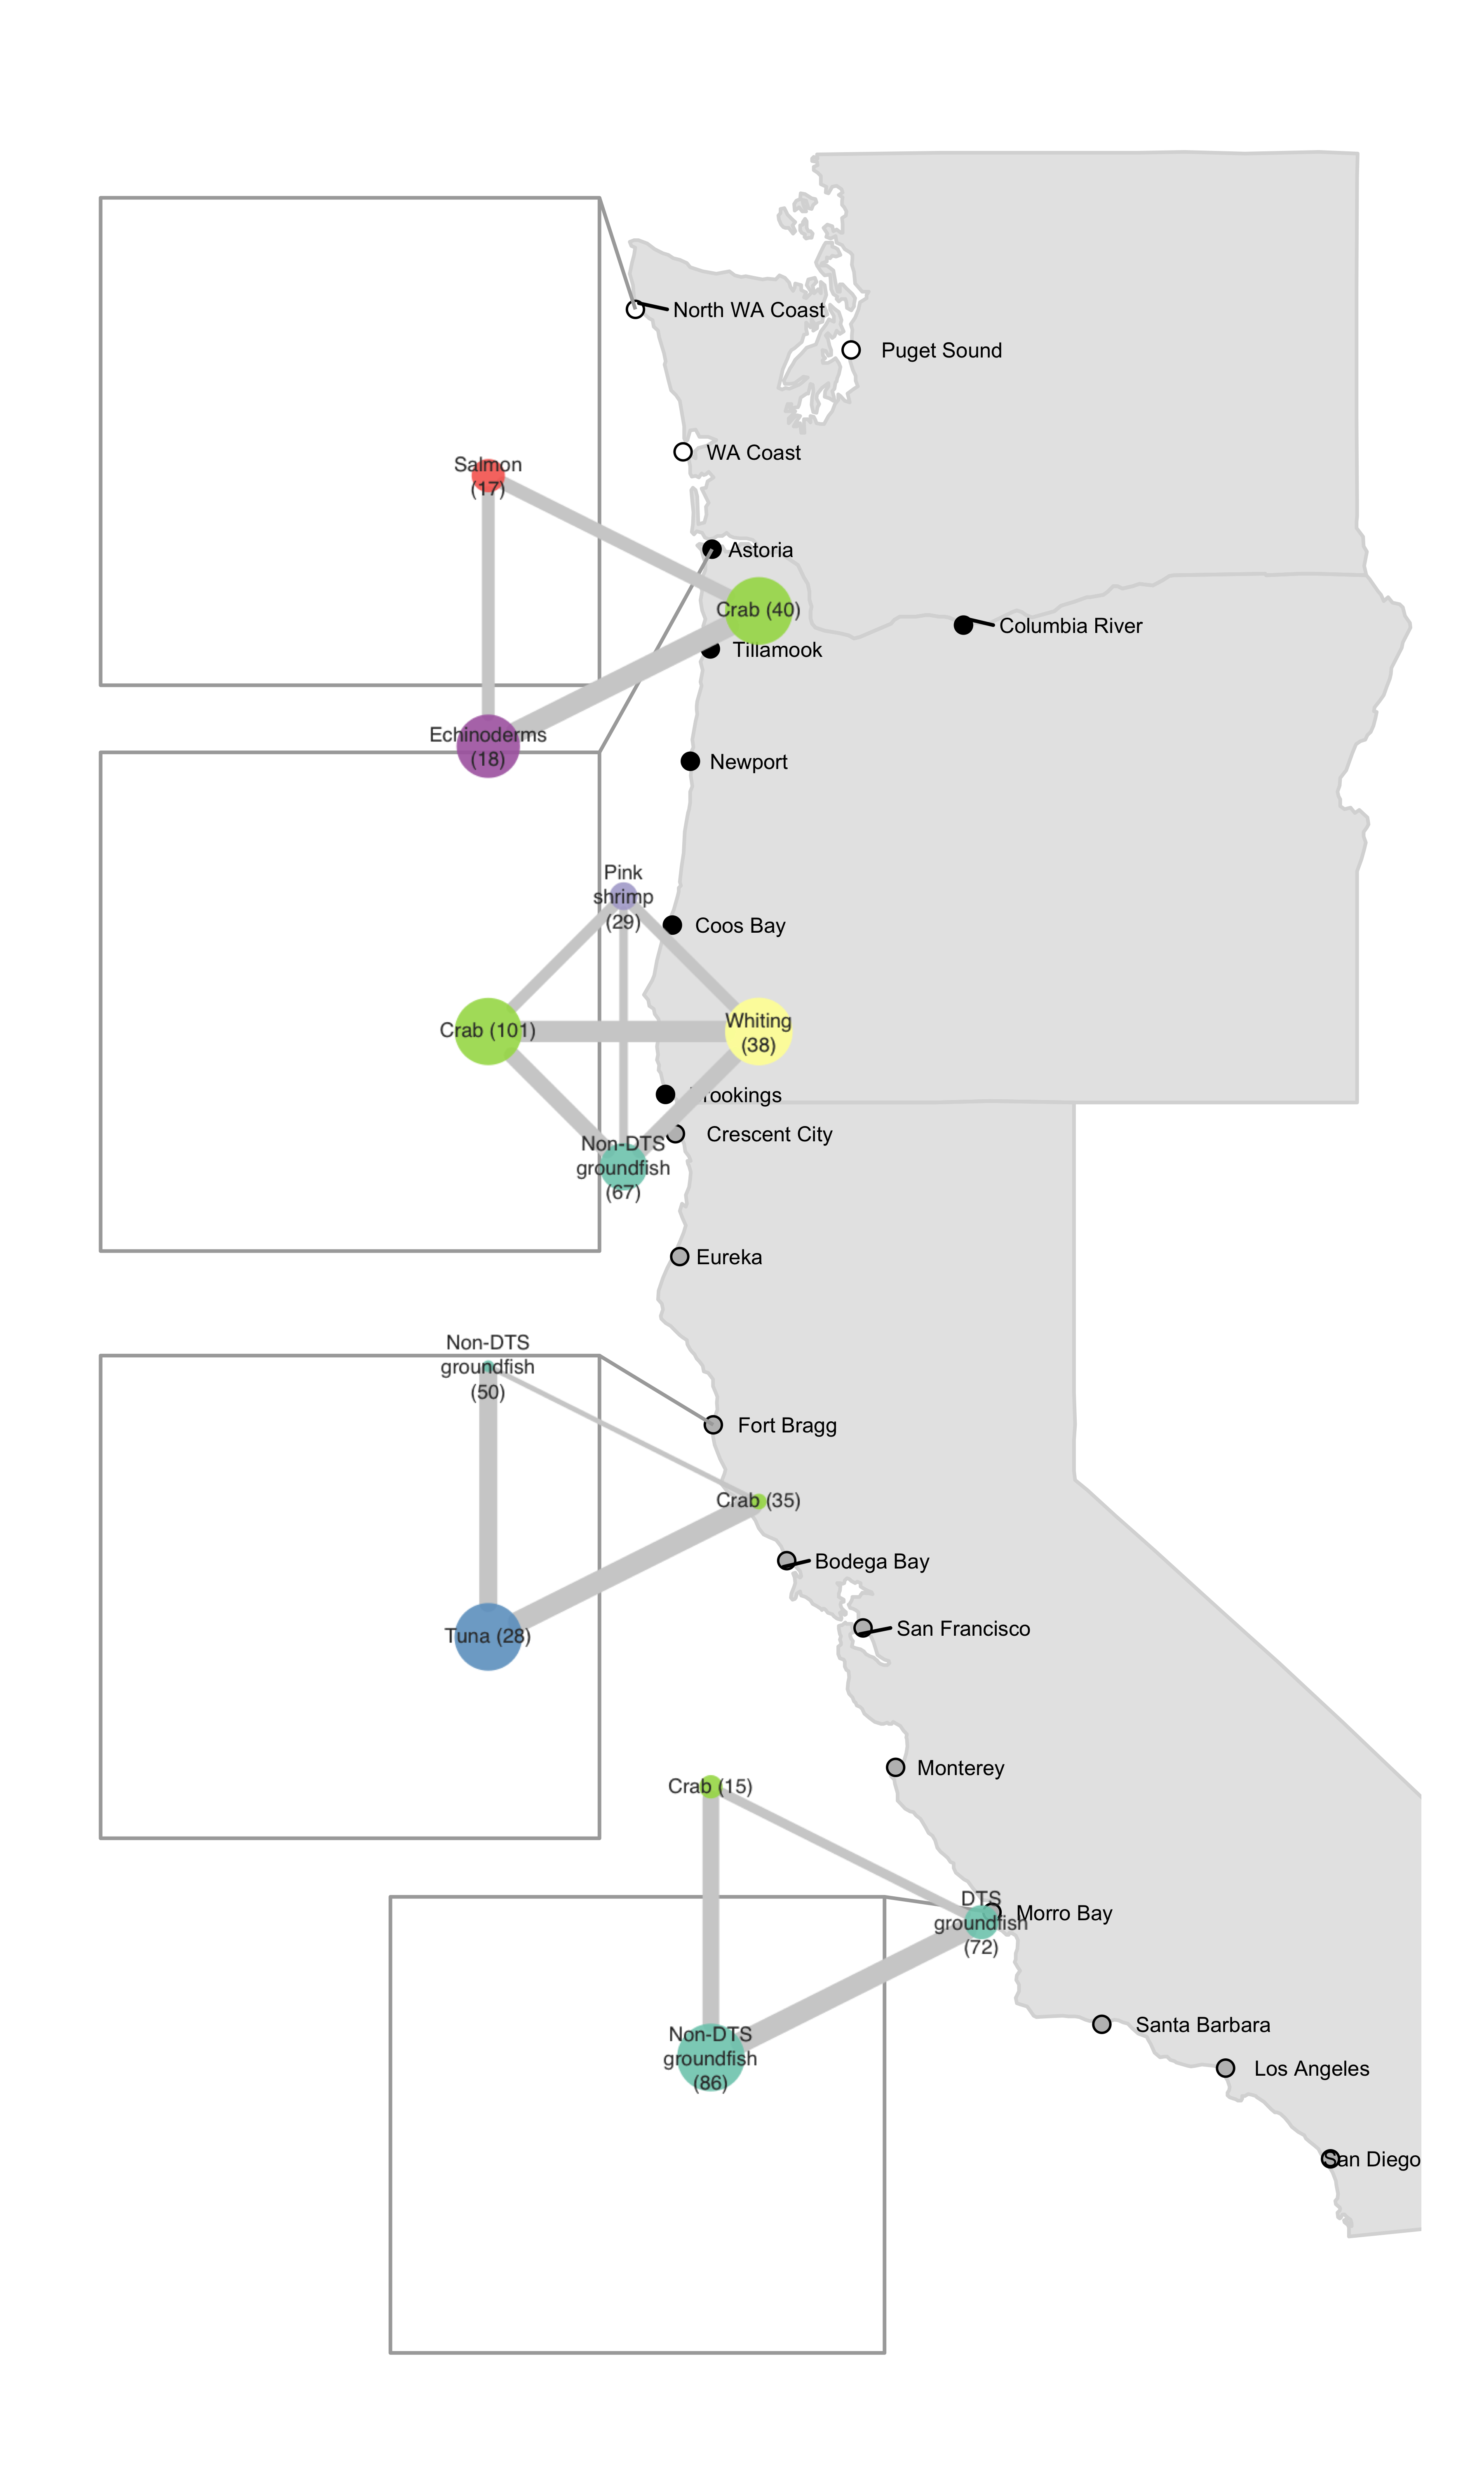 North WA Coast
Puget Sound
WA Coast
Salmon
(17)
Astoria
Crab (40)
Columbia River
Tillamook
Echinoderms
(18)
Newport
Pink
shrimp
(29)
Coos Bay
Crab (101)
Whiting
(38)
rookings
Crescent City
Non-DTS
groundfish
(67)
Eureka
Non-DTS
groundfish
(50)
Fort Bragg
Crab (35)
Bodega Bay
San Francisco
Tuna (28)
Monterey
Crab (15)
DTS
groundfish
(72)
Morro Bay
Santa Barbara
Non-DTS
groundfish
(86)
Los Angeles
San Diego